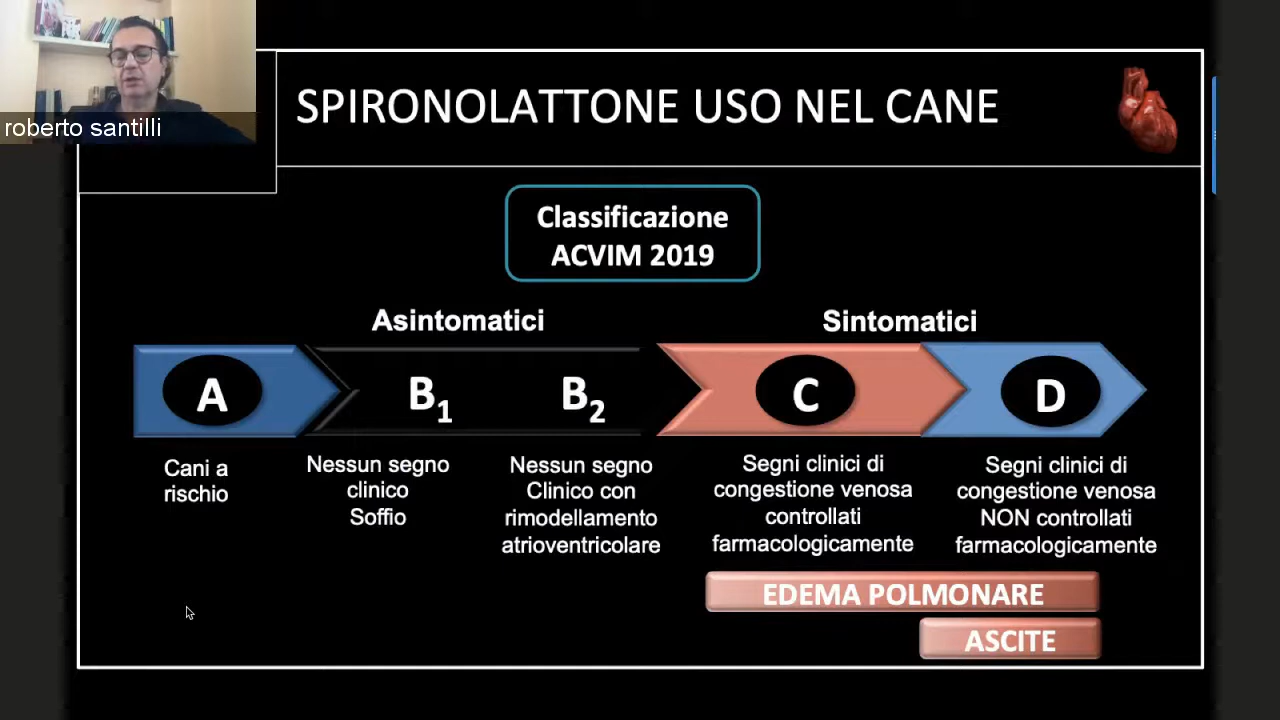 roberto santilli
SPIRONOLATTONE USO NEL CANE
Classificazione
ACVIM 2019
Asintomatici
Sintomatici
A
B1
B2
C
D
Cani a
rischio
Nessun segno
clinico
Soffio
Nessun segno
Clinico con
rimodellamento
atrioventricolare
Segni clinici di
congestione venosa
controllati
farmacologicamente
Segni clinici di
congestione venosa
NON controllati
farmacologicamente
EDEMA POLMONARE
ASCITE